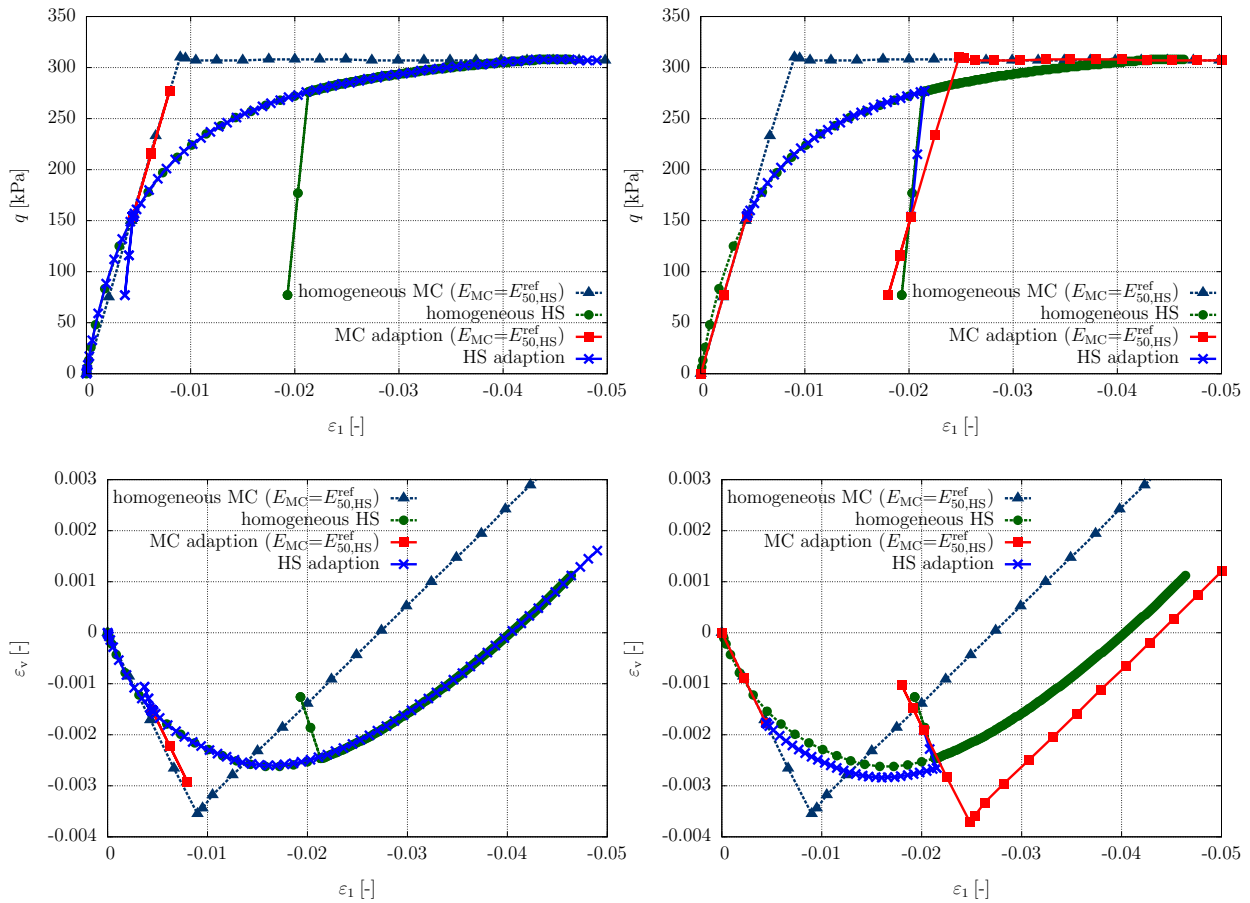 350
300
250
200
150
100
50
0
q [kPa]
0 -0.01 -0.02 -0.03 -0.04 -0.05
ε₁ [-]
homogeneous MC (E_MC=E^ref_50,HS)
homogeneous HS
MC adaption (E_MC=E^ref_50,HS)
HS adaption
350
300
250
200
150
100
50
0
q [kPa]
0 -0.01 -0.02 -0.03 -0.04 -0.05
ε₁ [-]
homogeneous MC (E_MC=E^ref_50,HS)
homogeneous HS
MC adaption (E_MC=E^ref_50,HS)
HS adaption
0.003
0.002
0.001
0
-0.001
-0.002
-0.003
-0.004
εᵥ [-]
0 -0.01 -0.02 -0.03 -0.04 -0.05
ε₁ [-]
homogeneous MC (E_MC=E^ref_50,HS)
homogeneous HS
MC adaption (E_MC=E^ref_50,HS)
HS adaption
0.003
0.002
0.001
0
-0.001
-0.002
-0.003
-0.004
εᵥ [-]
0 -0.01 -0.02 -0.03 -0.04 -0.05
ε₁ [-]
homogeneous MC (E_MC=E^ref_50,HS)
homogeneous HS
MC adaption (E_MC=E^ref_50,HS)
HS adaption